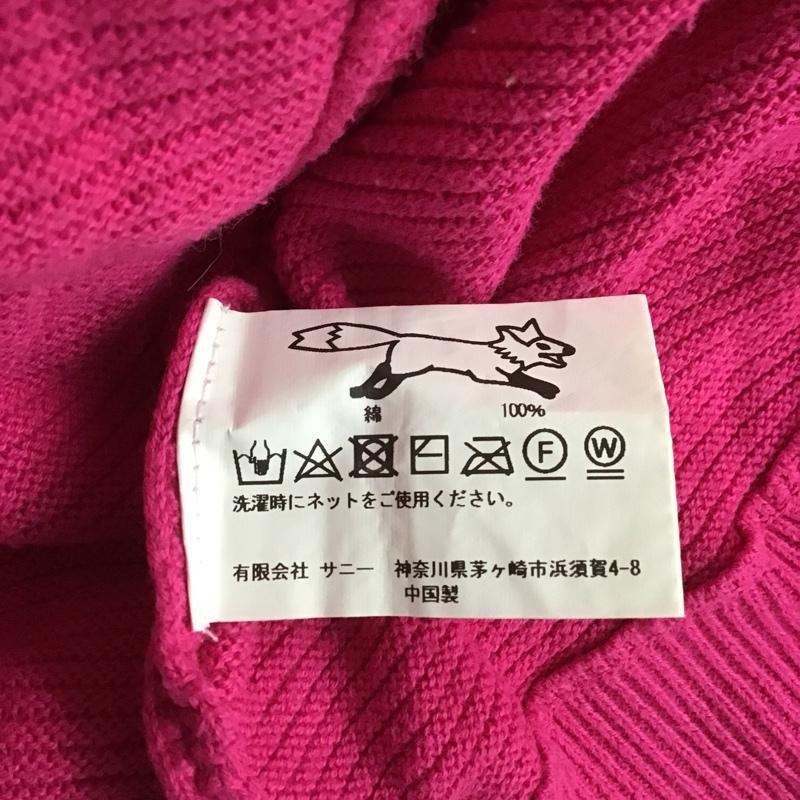 綿 100%
F W
洗濯時にネットをご使用ください。
有限会社 サニー 神奈川県茅ヶ崎市浜須賀4-8
中国製